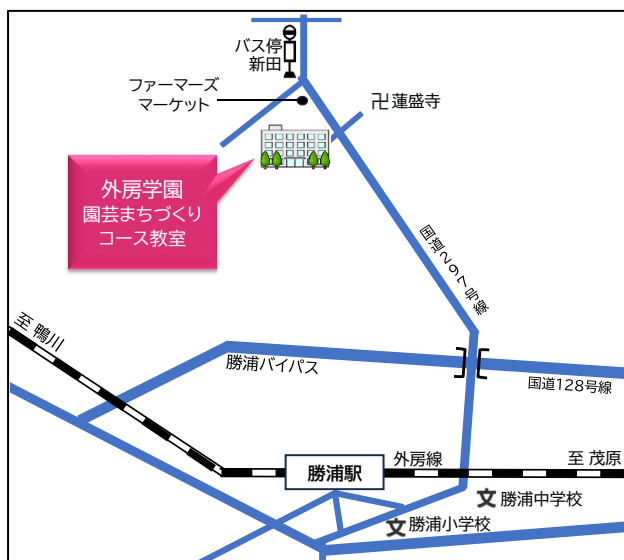 バス停
新田
ファーマーズ
マーケット
卍蓮盛寺
外房学園
園芸まちづくり
コース教室
国道297号線
至 鴨川
勝浦バイパス
国道128号線
勝浦駅
外房線
至 茂原
文勝浦中学校
文勝浦小学校